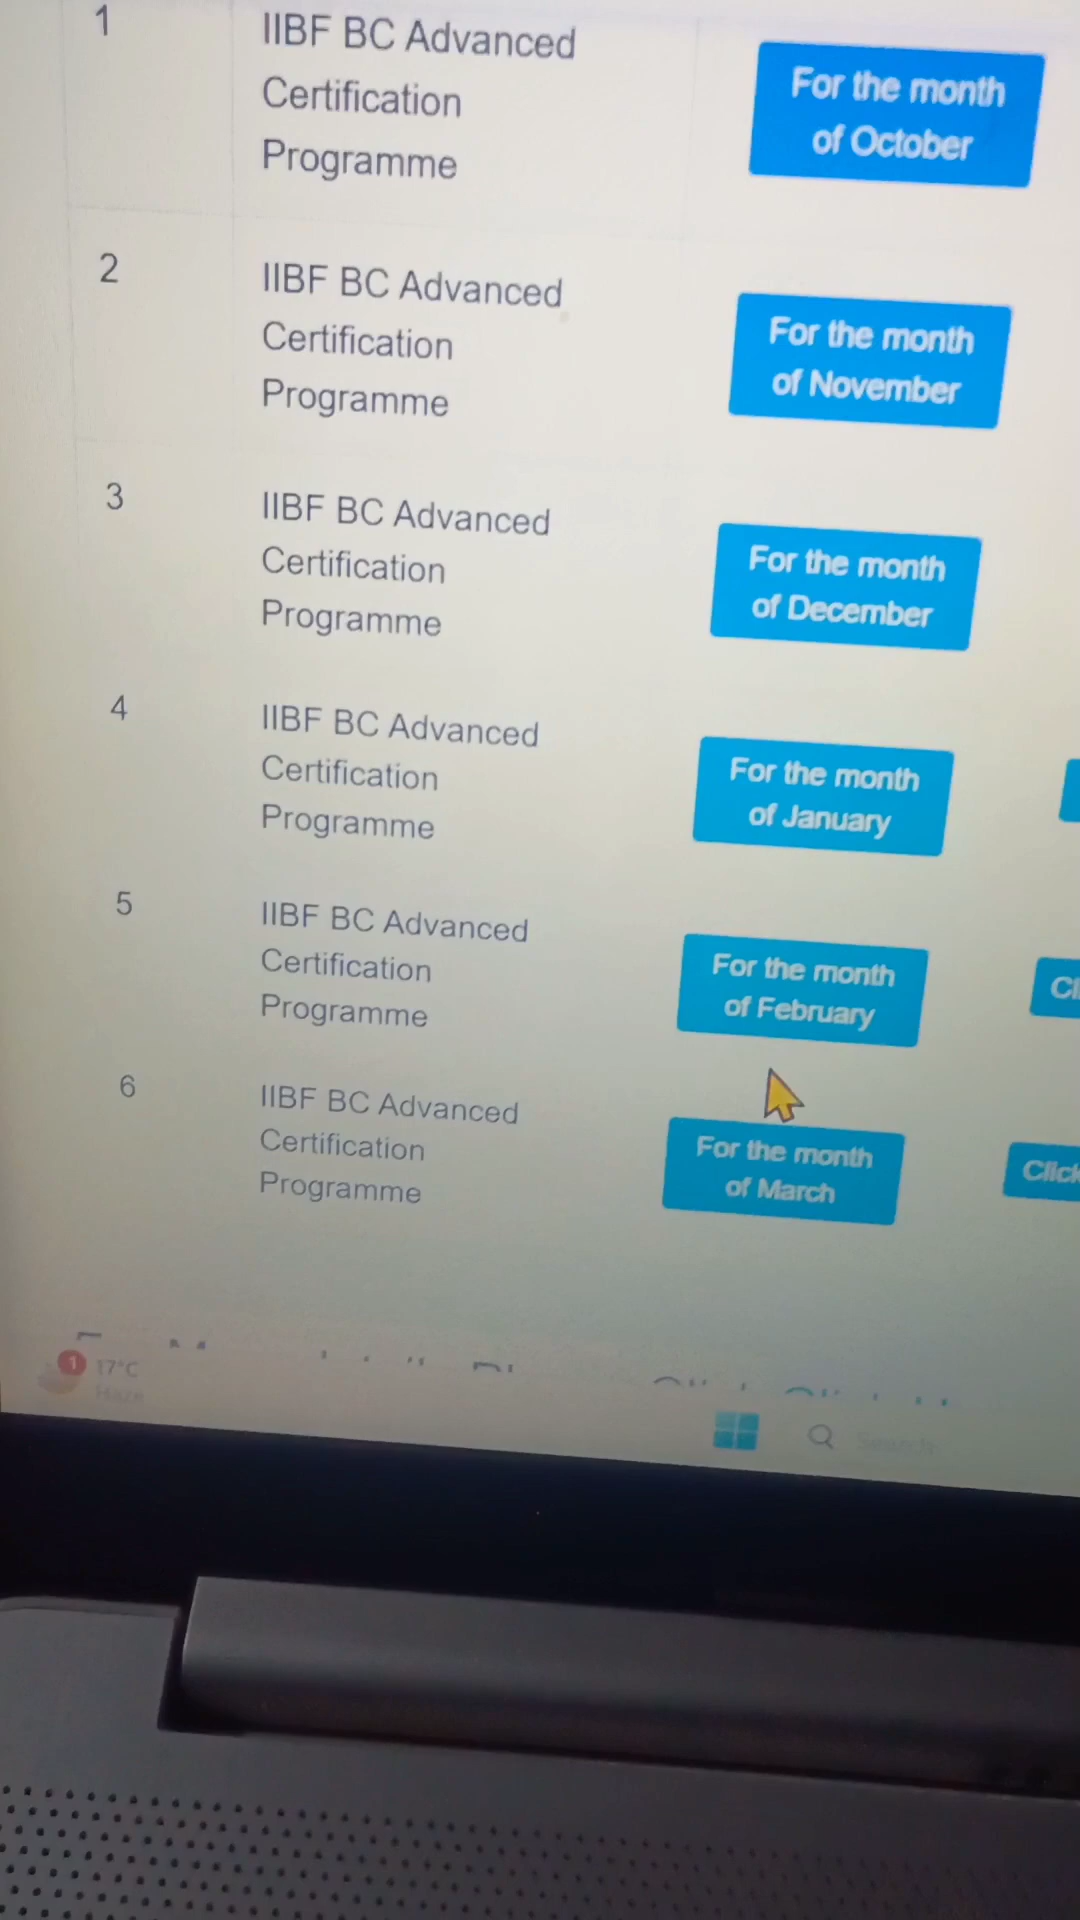 1
IIBF BC Advanced
Certification
Programme
For the month
of October
2
IIBF BC Advanced
Certification
Programme
For the month
of November
3
IIBF BC Advanced
Certification
Programme
For the month
of December
4
IIBF BC Advanced
Certification
Programme
For the month
of January
5
IIBF BC Advanced
Certification
Programme
For the month
of February
6
IIBF BC Advanced
Certification
Programme
For the month
of March
1
17°C
Haze
Search